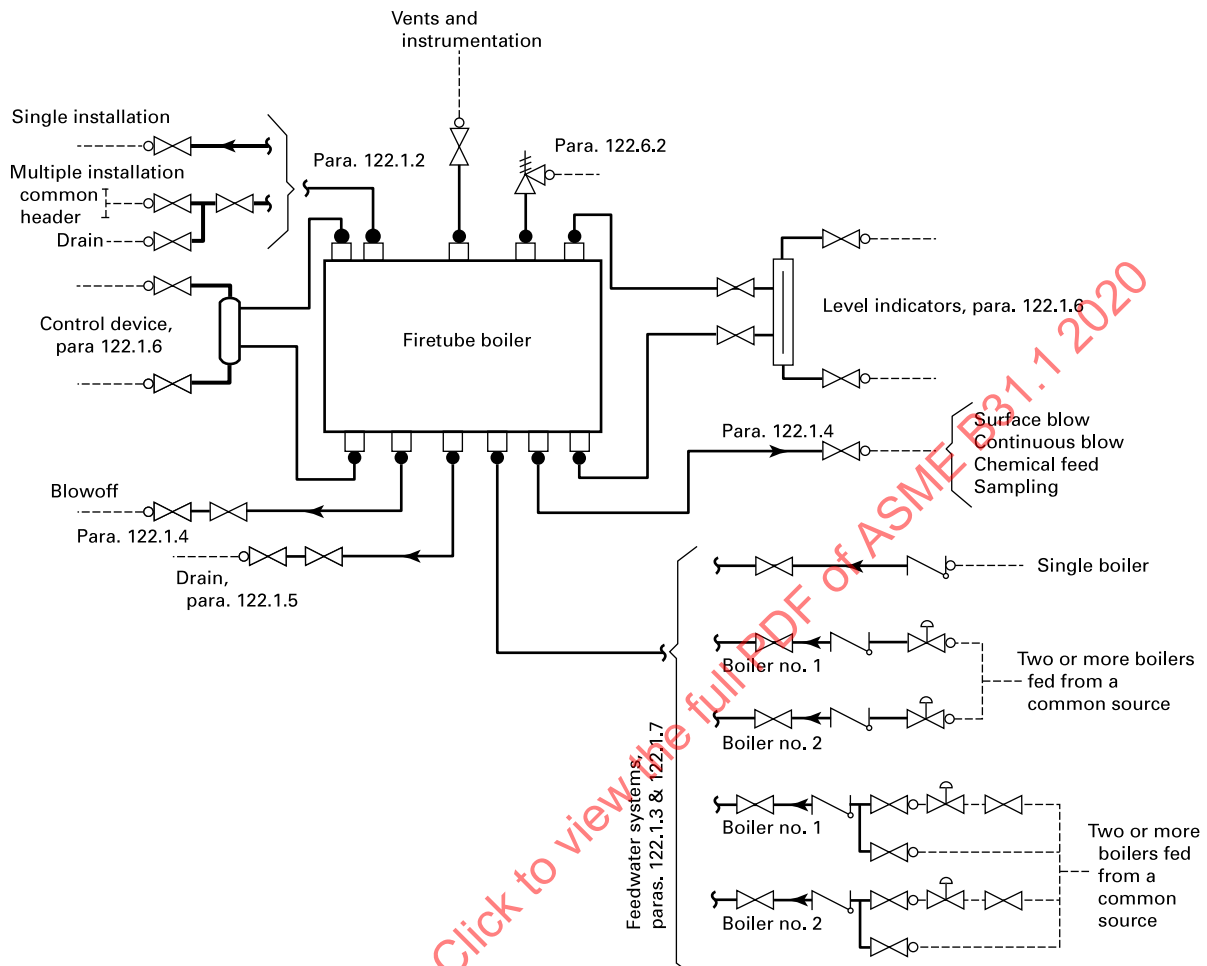 Vents and
instrumentation
Single installation
Multiple installation
common
header
Drain
Para. 122.1.2
Para. 122.6.2
Control device,
para 122.1.6
Firetube boiler
Level indicators, para. 122.1.6
Para. 122.1.4
Surface blow
Continuous blow
Chemical feed
Sampling
Blowoff
Para. 122.1.4
Drain,
para. 122.1.5
Feedwater systems,
paras. 122.1.3 & 122.1.7
Single boiler
Boiler no. 1
Two or more boilers
fed from a
common source
Boiler no. 2
Boiler no. 1
Two or more
boilers fed
from a
common
source
Boiler no. 2
Click to view the full PDF of ASME B31.1 2020